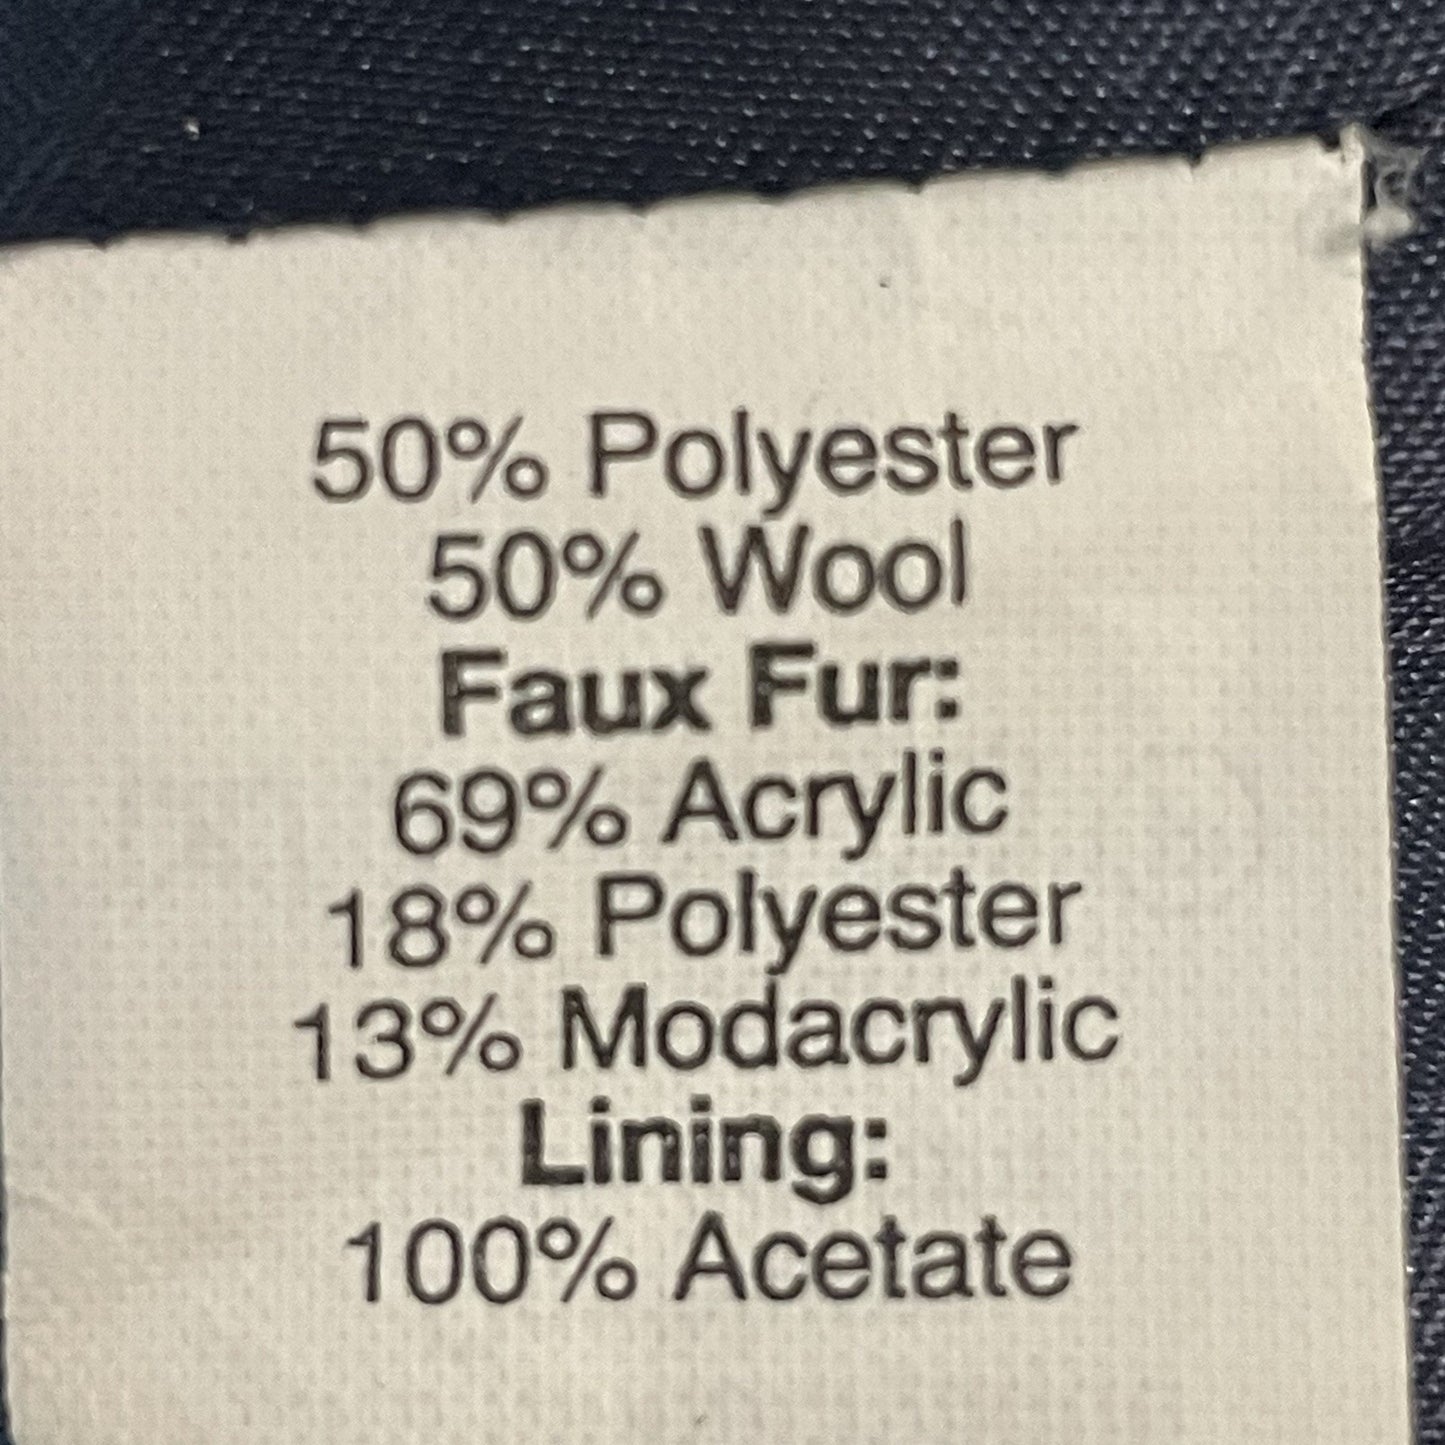 50% Polyester
50% Wool
Faux Fur:
69% Acrylic
18% Polyester
13% Modacrylic
Lining:
100% Acetate